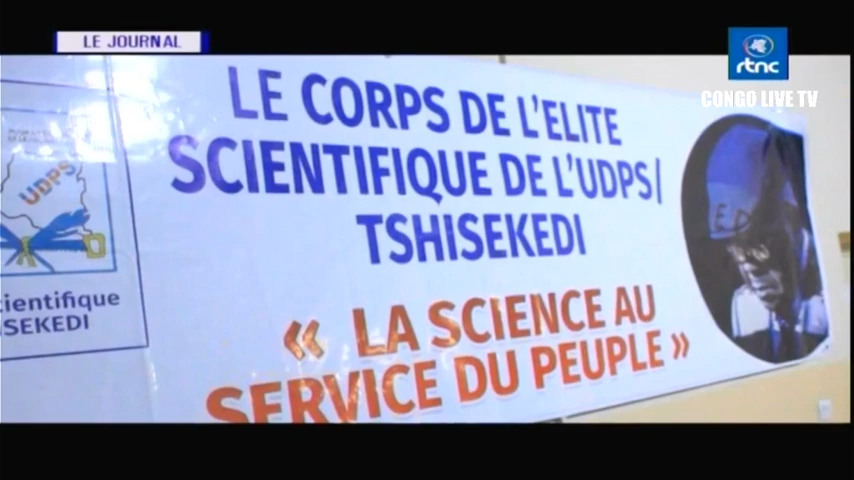 LE JOURNAL
rtnc
CONGO LIVE TV
LE CORPS DE L'ELITE
SCIENTIFIQUE DE L'UDPS/
TSHISEKEDI
« LA SCIENCE AU
SERVICE DU PEUPLE »
UDPS
cientifique
ISEKEDI